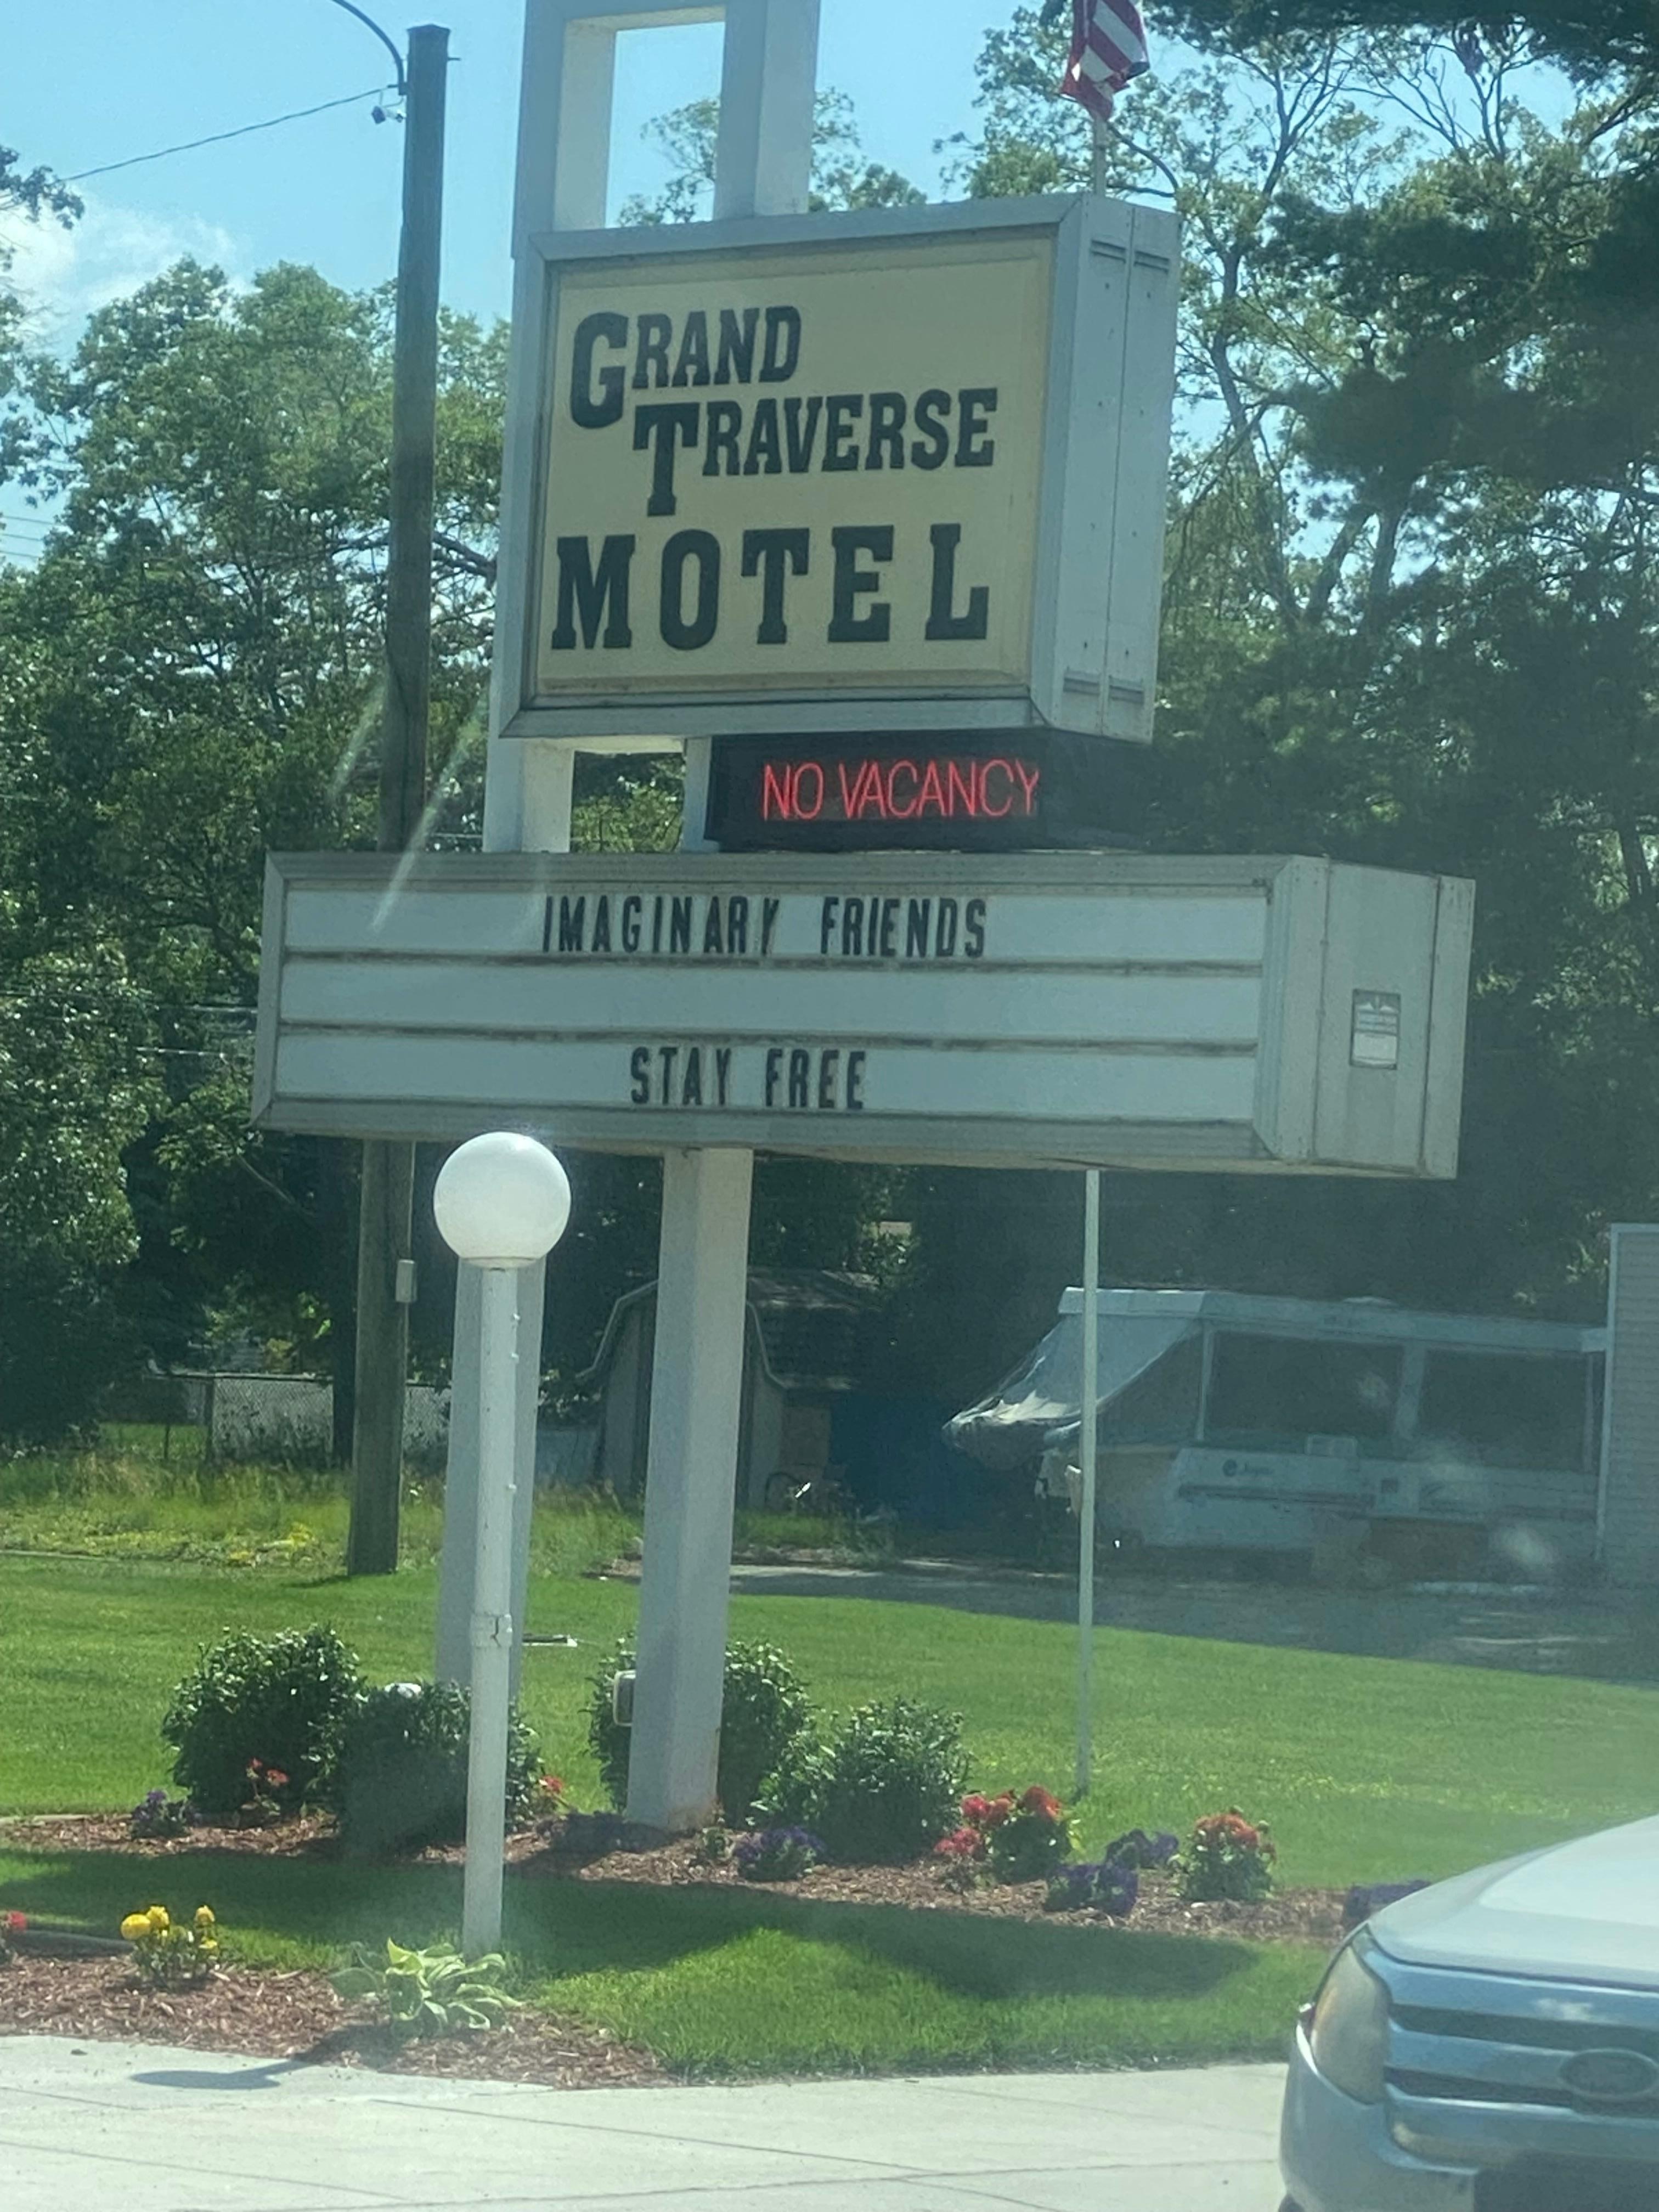 GRAND
TRAVERSE
MOTEL
NO VACANCY
IMAGINARY FRIENDS
STAY FREE